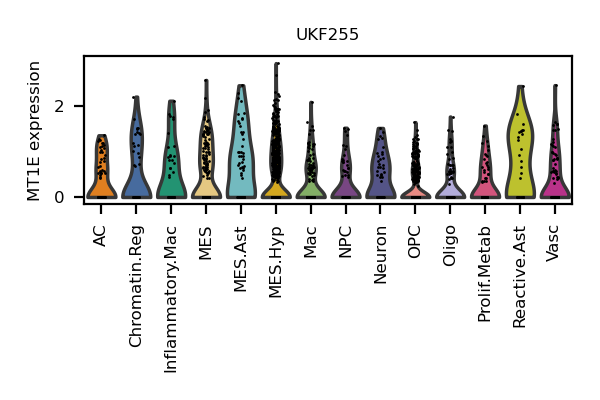 UKF255
MT1E expression
2
0
AC
Chromatin.Reg
Inflammatory.Mac
MES
MES.Ast
MES.Hyp
Mac
NPC
Neuron
OPC
Oligo
Prolif.Metab
Reactive.Ast
Vasc